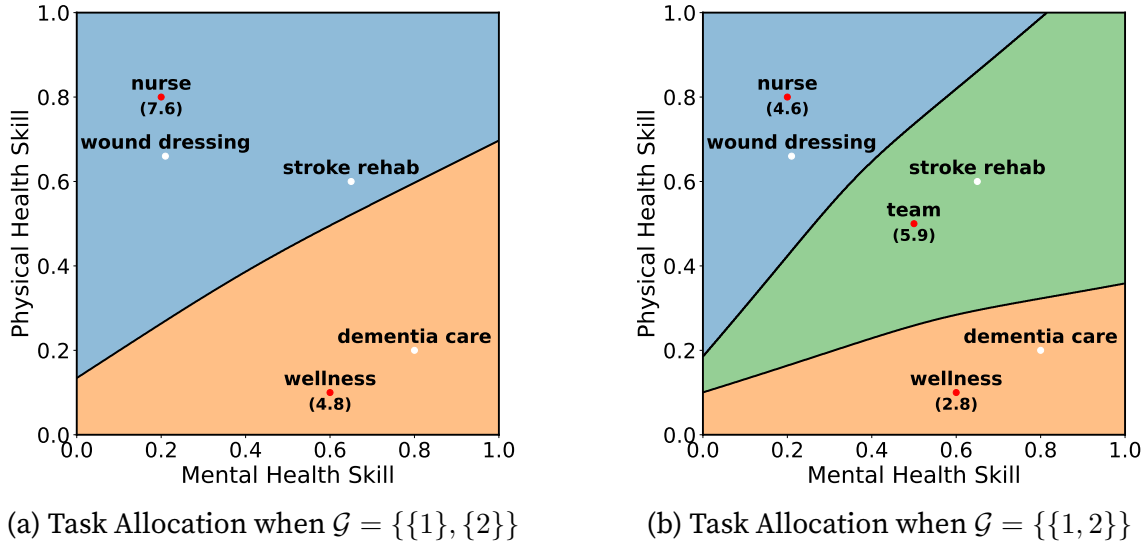 1.0
0.8
0.6
0.4
0.2
0.0
Physical Health Skill
nurse
(7.6)
wound dressing
stroke rehab
dementia care
wellness
(4.8)
0.0 0.2 0.4 0.6 0.8 1.0
Mental Health Skill
(a) Task Allocation when 𝒢 = {{1}, {2}}
1.0
0.8
0.6
0.4
0.2
0.0
Physical Health Skill
nurse
(4.6)
wound dressing
stroke rehab
team
(5.9)
dementia care
wellness
(2.8)
0.0 0.2 0.4 0.6 0.8 1.0
Mental Health Skill
(b) Task Allocation when 𝒢 = {{1, 2}}